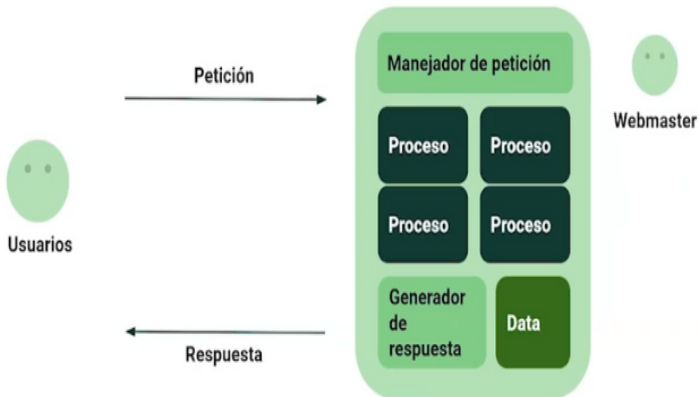 Petición
Manejador de petición
Webmaster
Proceso
Proceso
Usuarios
Proceso
Proceso
Generador
de
respuesta
Data
Respuesta